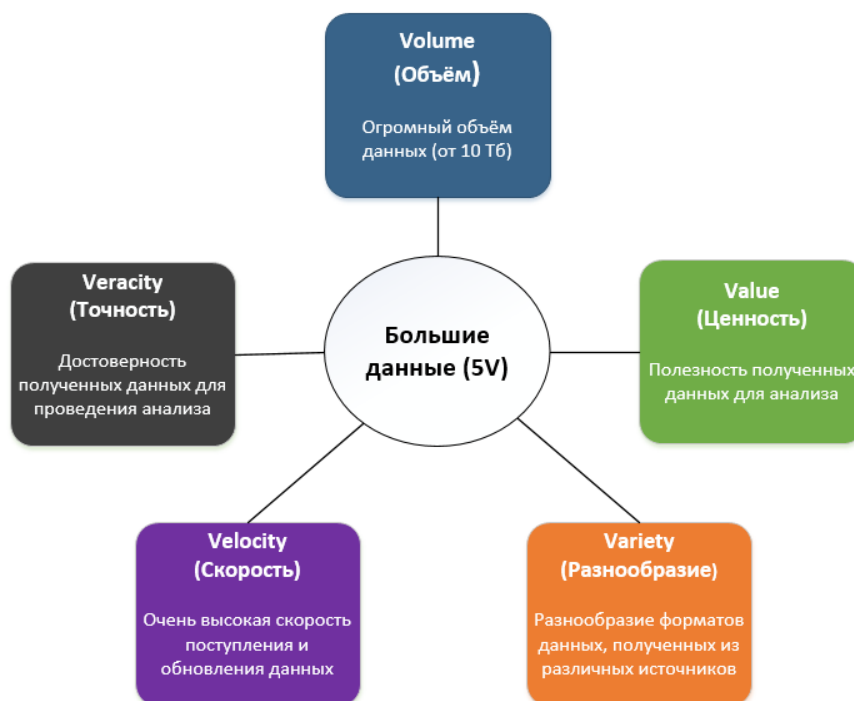 Volume
(Объём)
Огромный объём
данных (от 10 Тб)
Veracity
(Точность)
Достоверность
полученных данных для
проведения анализа
Большие
данные (5V)
Value
(Ценность)
Полезность полученных
данных для анализа
Velocity
(Скорость)
Очень высокая скорость
поступления и
обновления данных
Variety
(Разнообразие)
Разнообразие форматов
данных, полученных из
различных источников